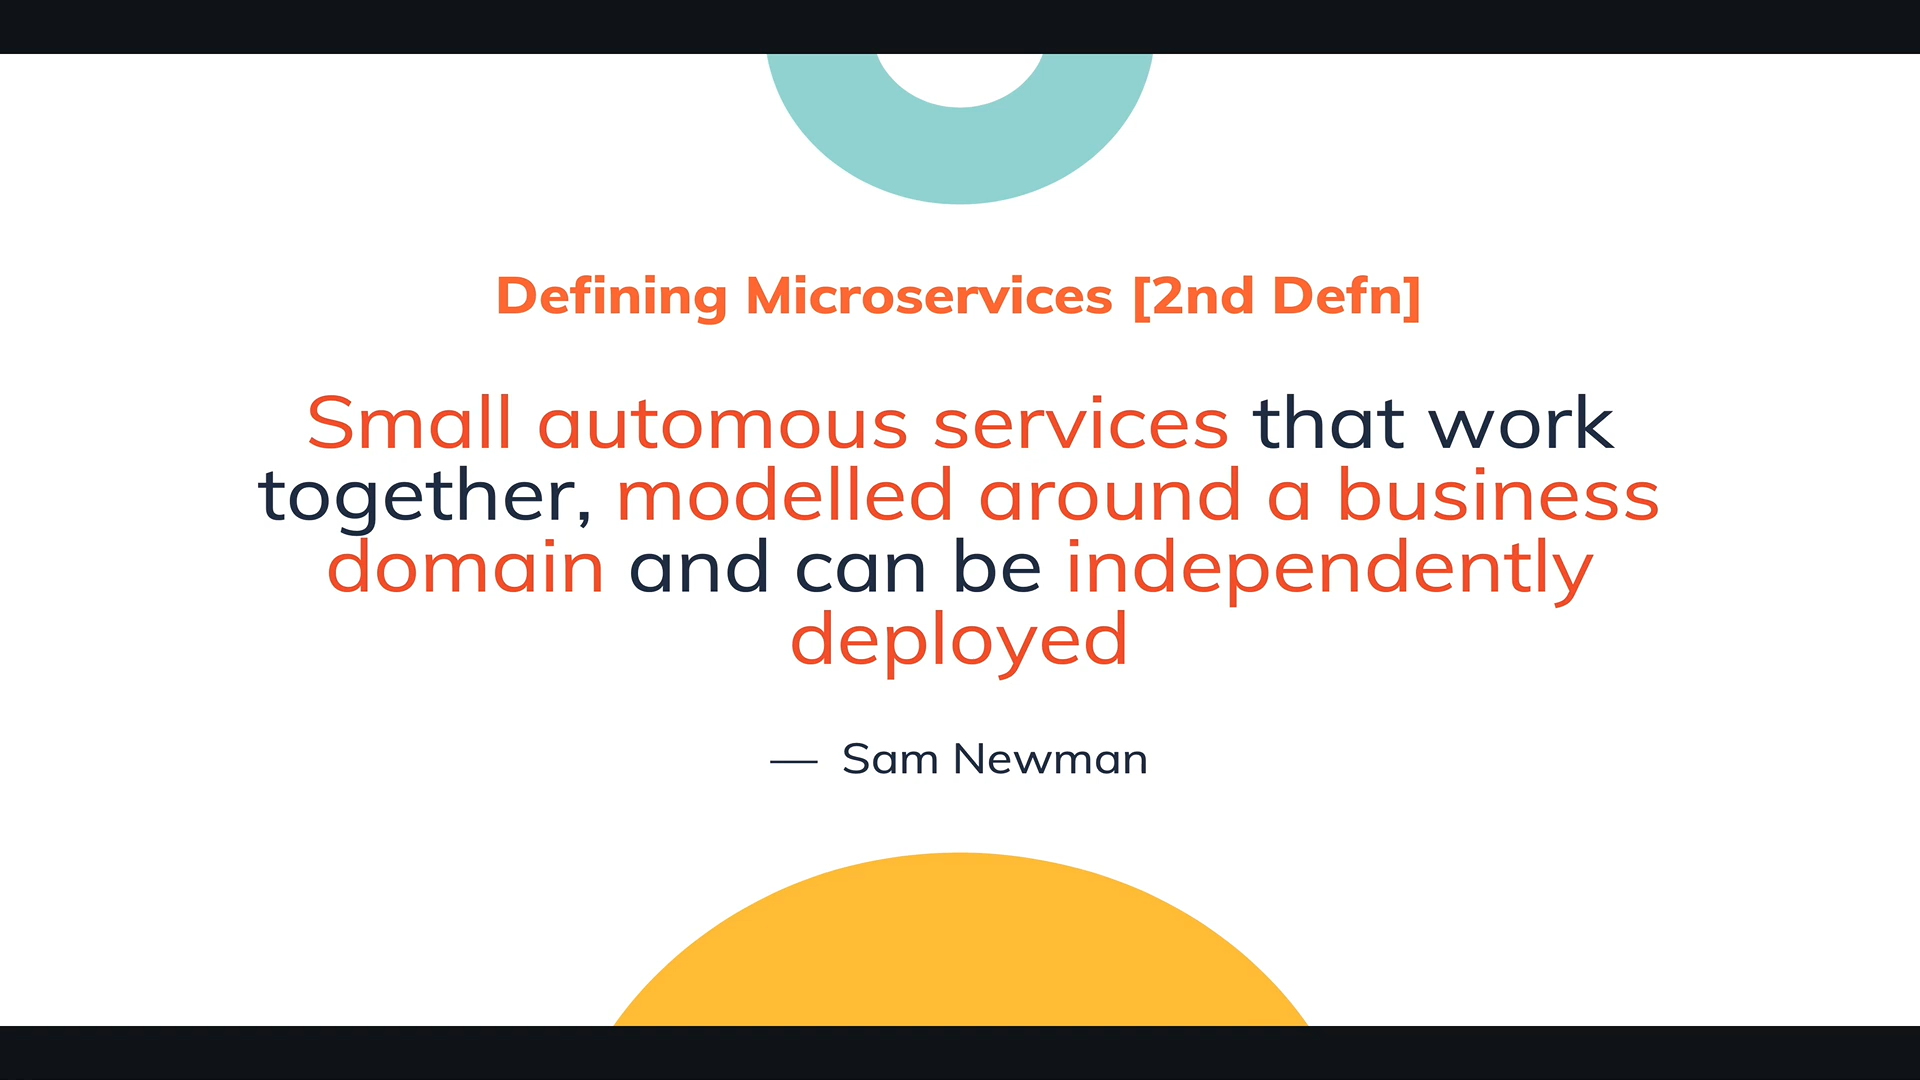 Defining Microservices [2nd Defn]
Small automous services that work
together, modelled around a business
domain and can be independently
deployed
— Sam Newman